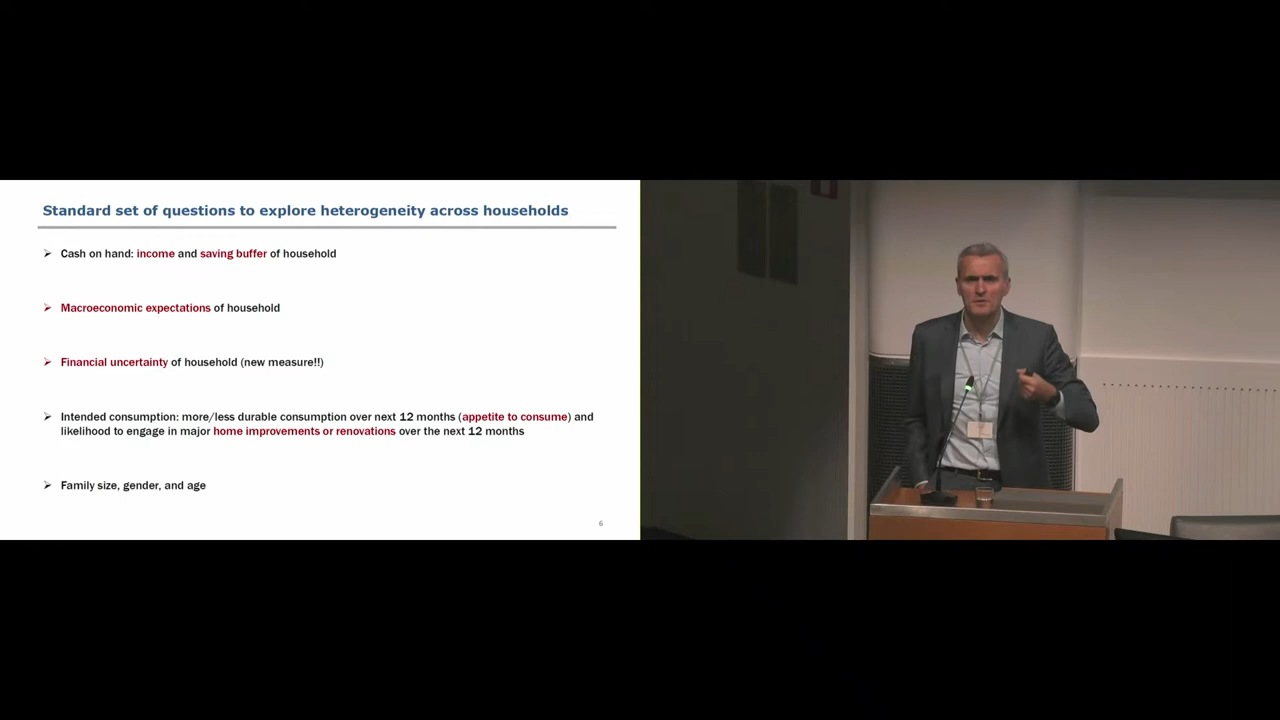 Standard set of questions to explore heterogeneity across households
➢ Cash on hand: income and saving buffer of household
➢ Macroeconomic expectations of household
➢ Financial uncertainty of household (new measure!!)
➢ Intended consumption: more/less durable consumption over next 12 months (appetite to consume) and
likelihood to engage in major home improvements or renovations over the next 12 months
➢ Family size, gender, and age
6